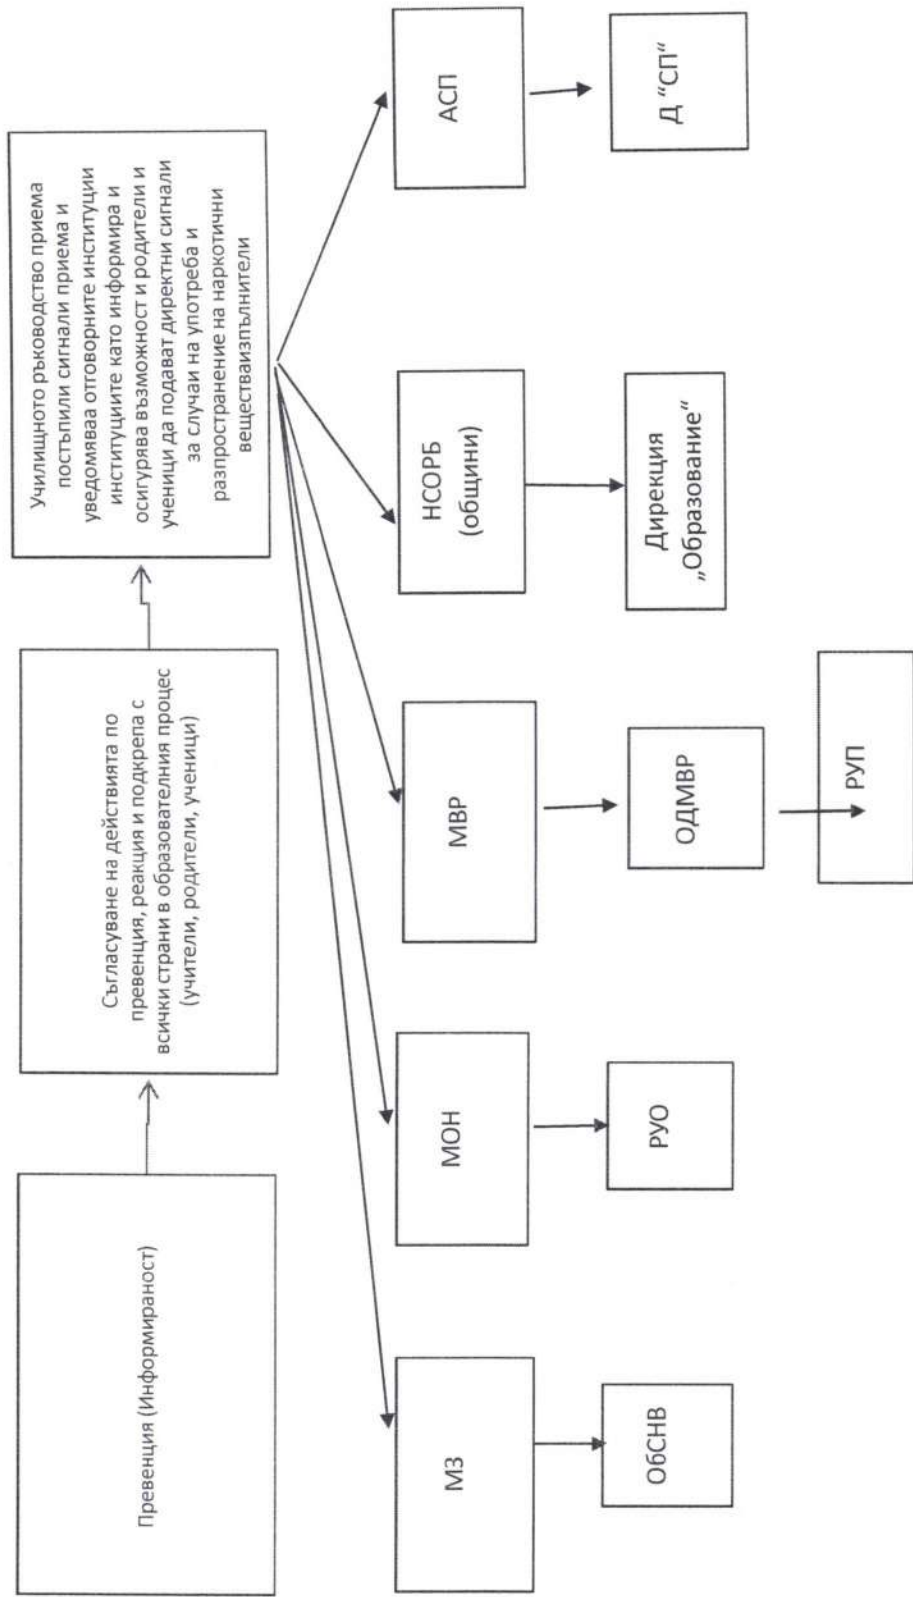 Превенция (Информираност)
Съгласуване на действията по
превенция, реакция и подкрепа с
всички страни в образователния процес
(учители, родители, ученици)
Училищното ръководство приема
постъпили сигнали приема и
уведомяваа отговорните институции
институциите като информира и
осигурява възможност и родители и
ученици да подават директни сигнали
за случаи на употреба и
разпространение на наркотични
веществаизпълнители
МЗ
МОН
МВР
НСОРБ
(общини)
АСП
ОбСНВ
РУО
ОДМВР
Дирекция
„Образование“
Д “СП“
РУП